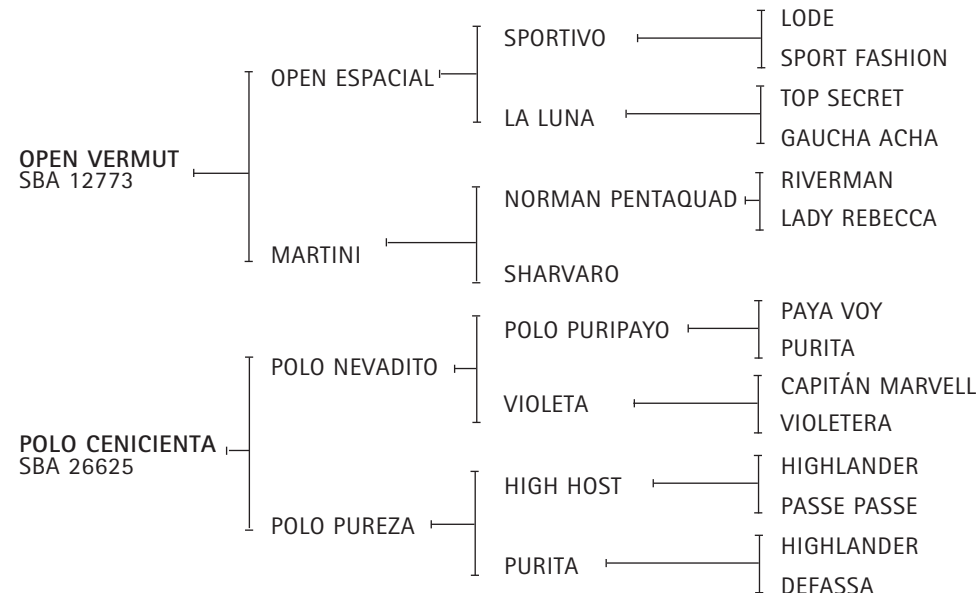 OPEN VERMUT
SBA 12773
OPEN ESPACIAL
SPORTIVO
LODE
SPORT FASHION
LA LUNA
TOP SECRET
GAUCHA ACHA
MARTINI
NORMAN PENTAQUAD
RIVERMAN
LADY REBECCA
SHARVARO
POLO CENICIENTA
SBA 26625
POLO NEVADITO
POLO PURIPAYO
PAYA VOY
PURITA
VIOLETA
CAPITÁN MARVELL
VIOLETERA
POLO PUREZA
HIGH HOST
HIGHLANDER
PASSE PASSE
PURITA
HIGHLANDER
DEFASSA